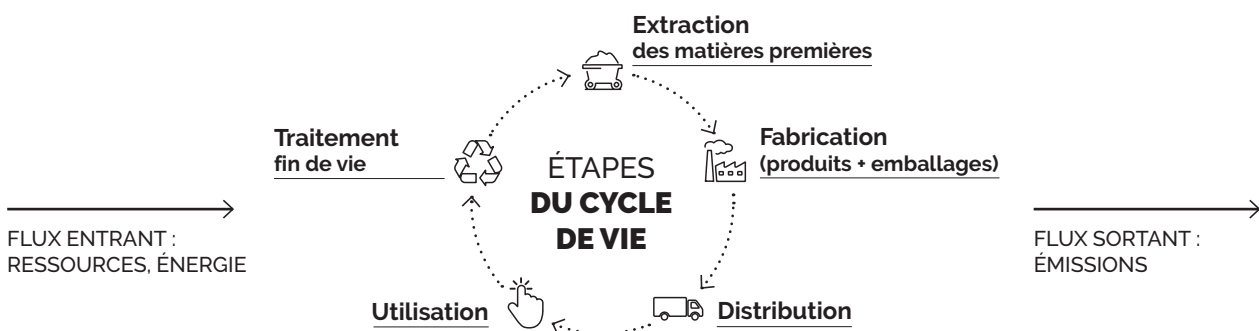 Extraction
des matières premières
Traitement
fin de vie
Fabrication
(produits + emballages)
ÉTAPES
DU CYCLE
DE VIE
FLUX ENTRANT :
RESSOURCES, ÉNERGIE
FLUX SORTANT :
ÉMISSIONS
Utilisation
Distribution